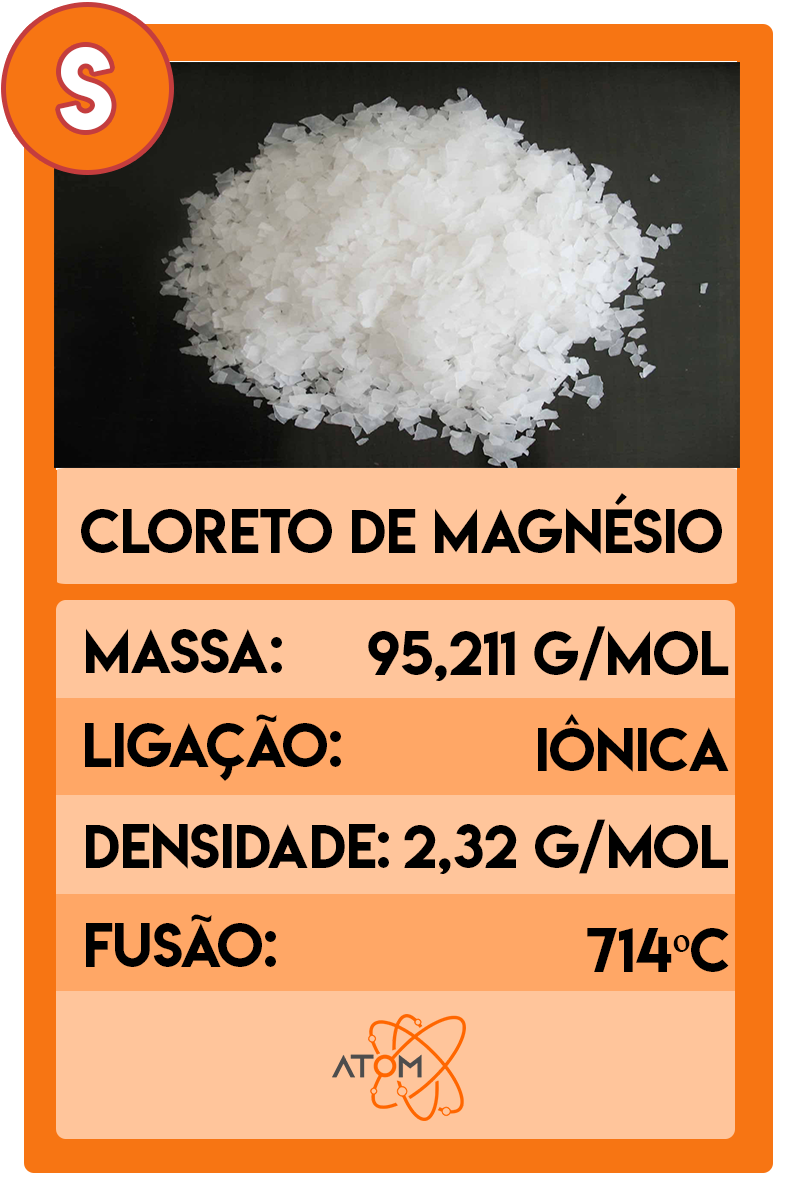 S
CLORETO DE MAGNÉSIO
MASSA: 95,211 G/MOL
LIGAÇÃO: IÔNICA
DENSIDADE: 2,32 G/MOL
FUSÃO: 714ºC
ATOM